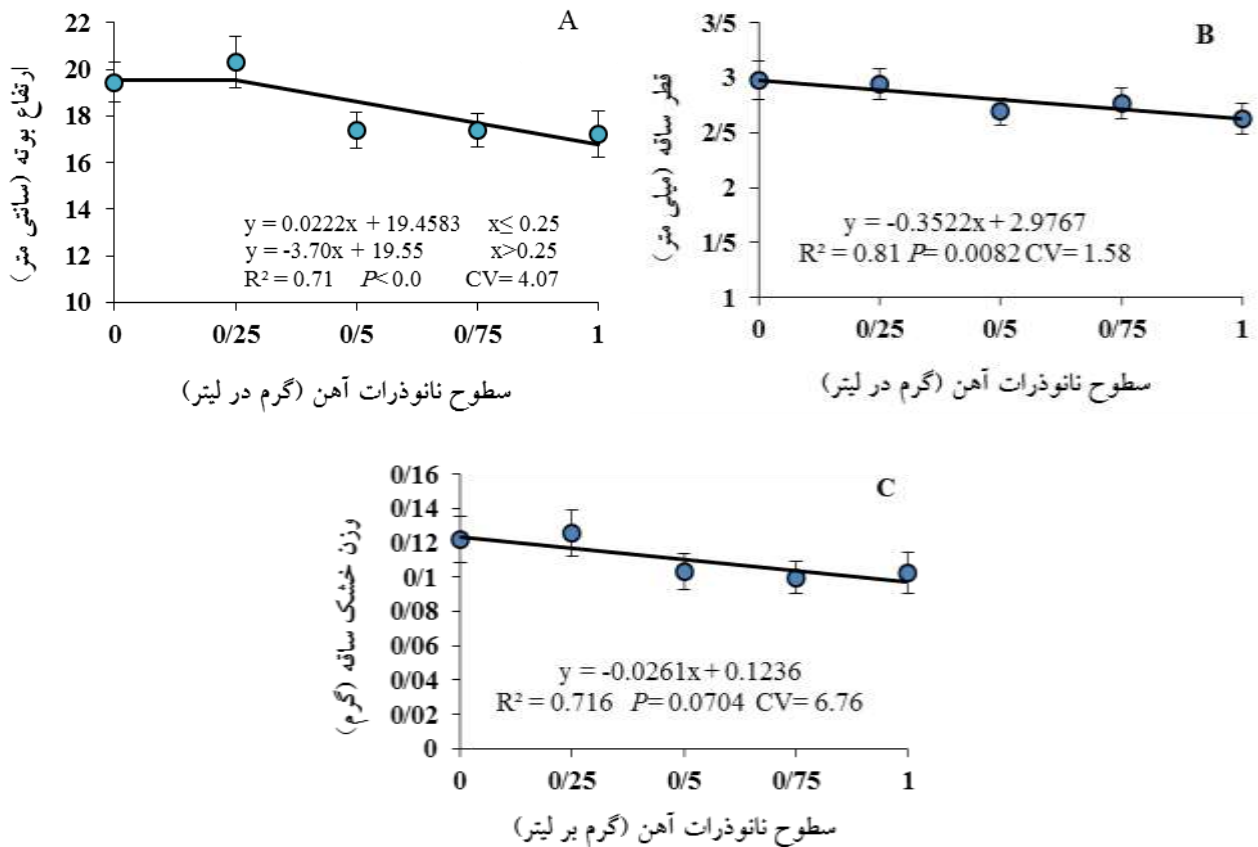 A
ارتفاع بوته (سانتی متر)
22
21
20
19
18
16
14
12
10
y = 0.0222x + 19.4583 x≤ 0.25
y = -3.70x + 19.55 x>0.25
R² = 0.71 P<0.0 CV= 4.07
0 0/25 0/5 0/75 1
سطوح نانوذرات آهن (گرم در لیتر)
B
قطر ساقه (میلی متر)
3/5
3
2/5
2
1/5
1
y = -0.3522x + 2.9767
R² = 0.81 P= 0.0082 CV= 1.58
0 0/25 0/5 0/75 1
سطوح نانوذرات آهن (گرم در لیتر)
C
وزن خشک ساقه (گرم)
0/16
0/14
0/12
0/1
0/08
0/06
0/04
0/02
0
y = -0.0261x + 0.1236
R² = 0.716 P= 0.0704 CV= 6.76
0 0/25 0/5 0/75 1
سطوح نانوذرات آهن (گرم بر لیتر)